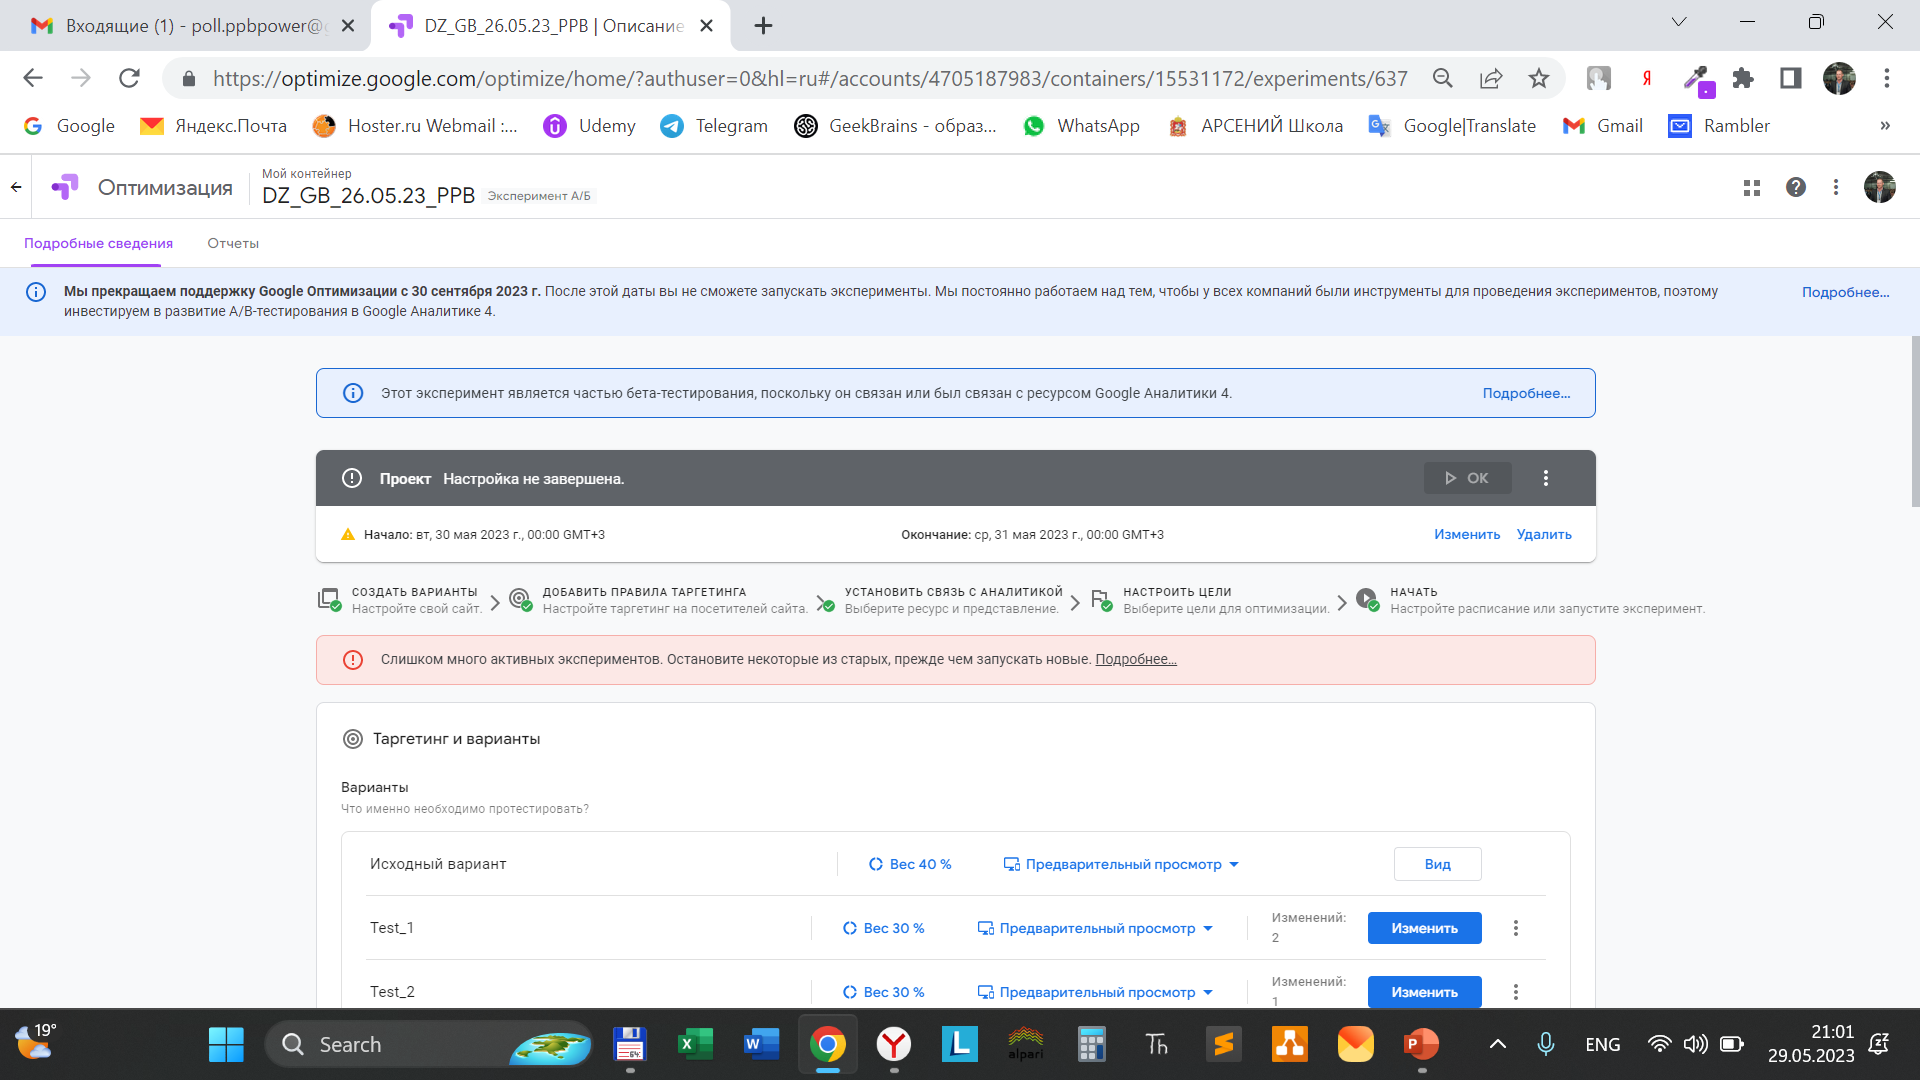 Входящие (1) - poll.ppbpower@g
DZ_GB_26.05.23_PPB | Описание
https://optimize.google.com/optimize/home/?authuser=0&hl=ru#/accounts/4705187983/containers/15531172/experiments/637
Google
Яндекс.Почта
Hoster.ru Webmail :...
Udemy
Telegram
GeekBrains - образ...
WhatsApp
АРСЕНИЙ Школа
Google|Translate
Gmail
Rambler
»
Оптимизация
Мой контейнер
DZ_GB_26.05.23_PPB
Эксперимент А/Б
Подробные сведения
Отчеты
Мы прекращаем поддержку Google Оптимизации с 30 сентября 2023 г. После этой даты вы не сможете запускать эксперименты. Мы постоянно работаем над тем, чтобы у всех компаний были инструменты для проведения экспериментов, поэтому
инвестируем в развитие A/B-тестирования в Google Аналитике 4.
Подробнее...
Этот эксперимент является частью бета-тестирования, поскольку он связан или был связан с ресурсом Google Аналитики 4.
Подробнее...
Проект Настройка не завершена.
ОК
Начало: вт, 30 мая 2023 г., 00:00 GMT+3
Окончание: ср, 31 мая 2023 г., 00:00 GMT+3
Изменить
Удалить
СОЗДАТЬ ВАРИАНТЫ
Настройте свой сайт.
ДОБАВИТЬ ПРАВИЛА ТАРГЕТИНГА
Настройте таргетинг на посетителей сайта.
УСТАНОВИТЬ СВЯЗЬ С АНАЛИТИКОЙ
Выберите ресурс и представление.
НАСТРОИТЬ ЦЕЛИ
Выберите цели для оптимизации.
НАЧАТЬ
Настройте расписание или запустите эксперимент.
Слишком много активных экспериментов. Остановите некоторые из старых, прежде чем запускать новые. Подробнее...
Таргетинг и варианты
Варианты
Что именно необходимо протестировать?
Исходный вариант
Вес 40 %
Предварительный просмотр
Вид
Test_1
Вес 30 %
Предварительный просмотр
Изменений:
2
Изменить
Test_2
Вес 30 %
Предварительный просмотр
Изменений:
1
Изменить
19°
Search
64
X
W
Y
L
alpari
Th
S
P
ENG
21:01
29.05.2023